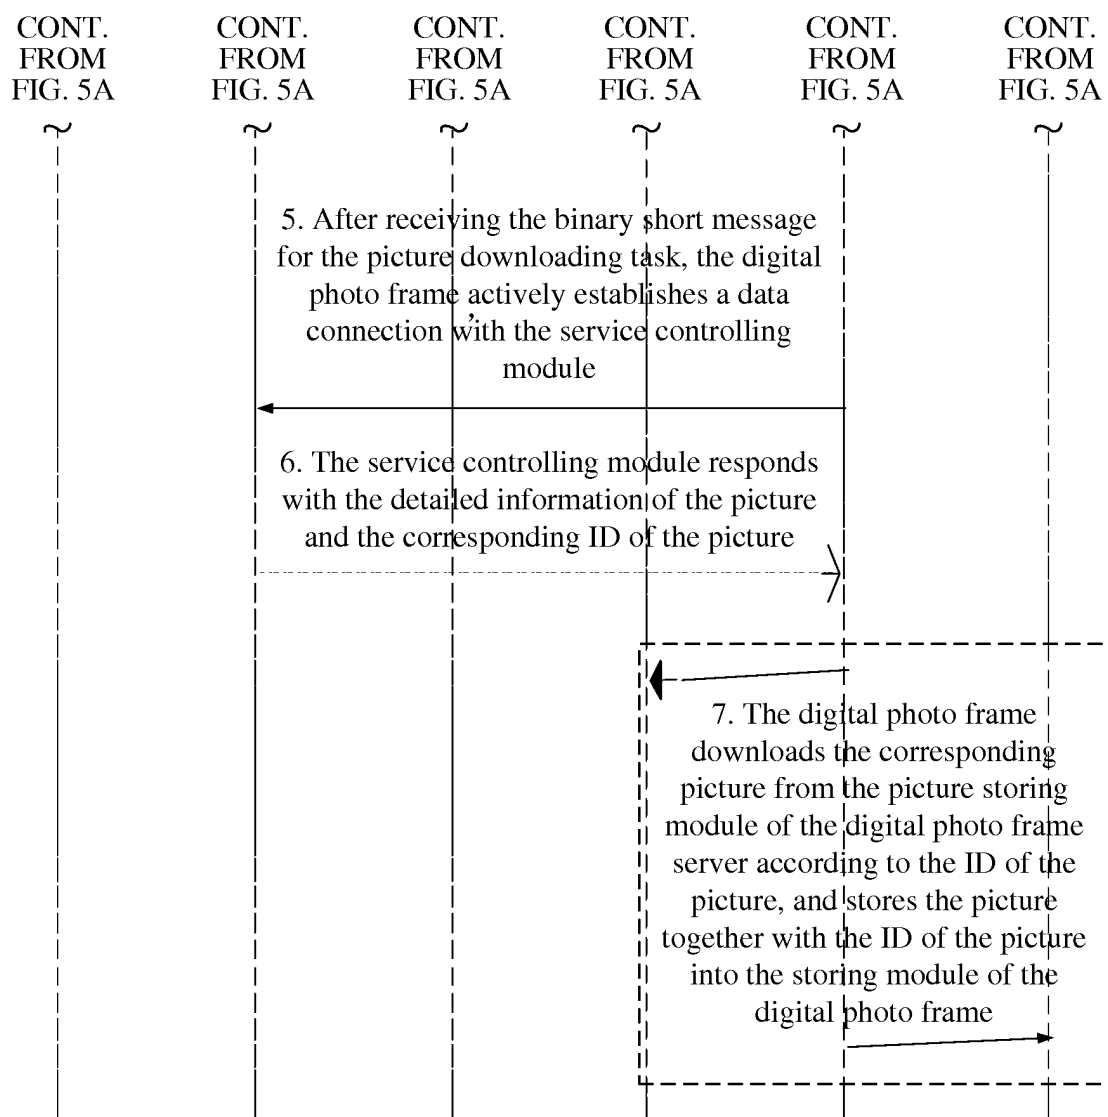 CONT. CONT. CONT. CONT. CONT. CONT.
FROM FROM FROM FROM FROM FROM
FIG. 5A FIG. 5A FIG. 5A FIG. 5A FIG. 5A FIG. 5A
5. After receiving the binary short message
for the picture downloading task, the digital
photo frame actively establishes a data
connection with the service controlling
module
6. The service controlling module responds
with the detailed information of the picture
and the corresponding ID of the picture
7. The digital photo frame
downloads the corresponding
picture from the picture storing
module of the digital photo frame
server according to the ID of the
picture, and stores the picture
together with the ID of the picture
into the storing module of the
digital photo frame